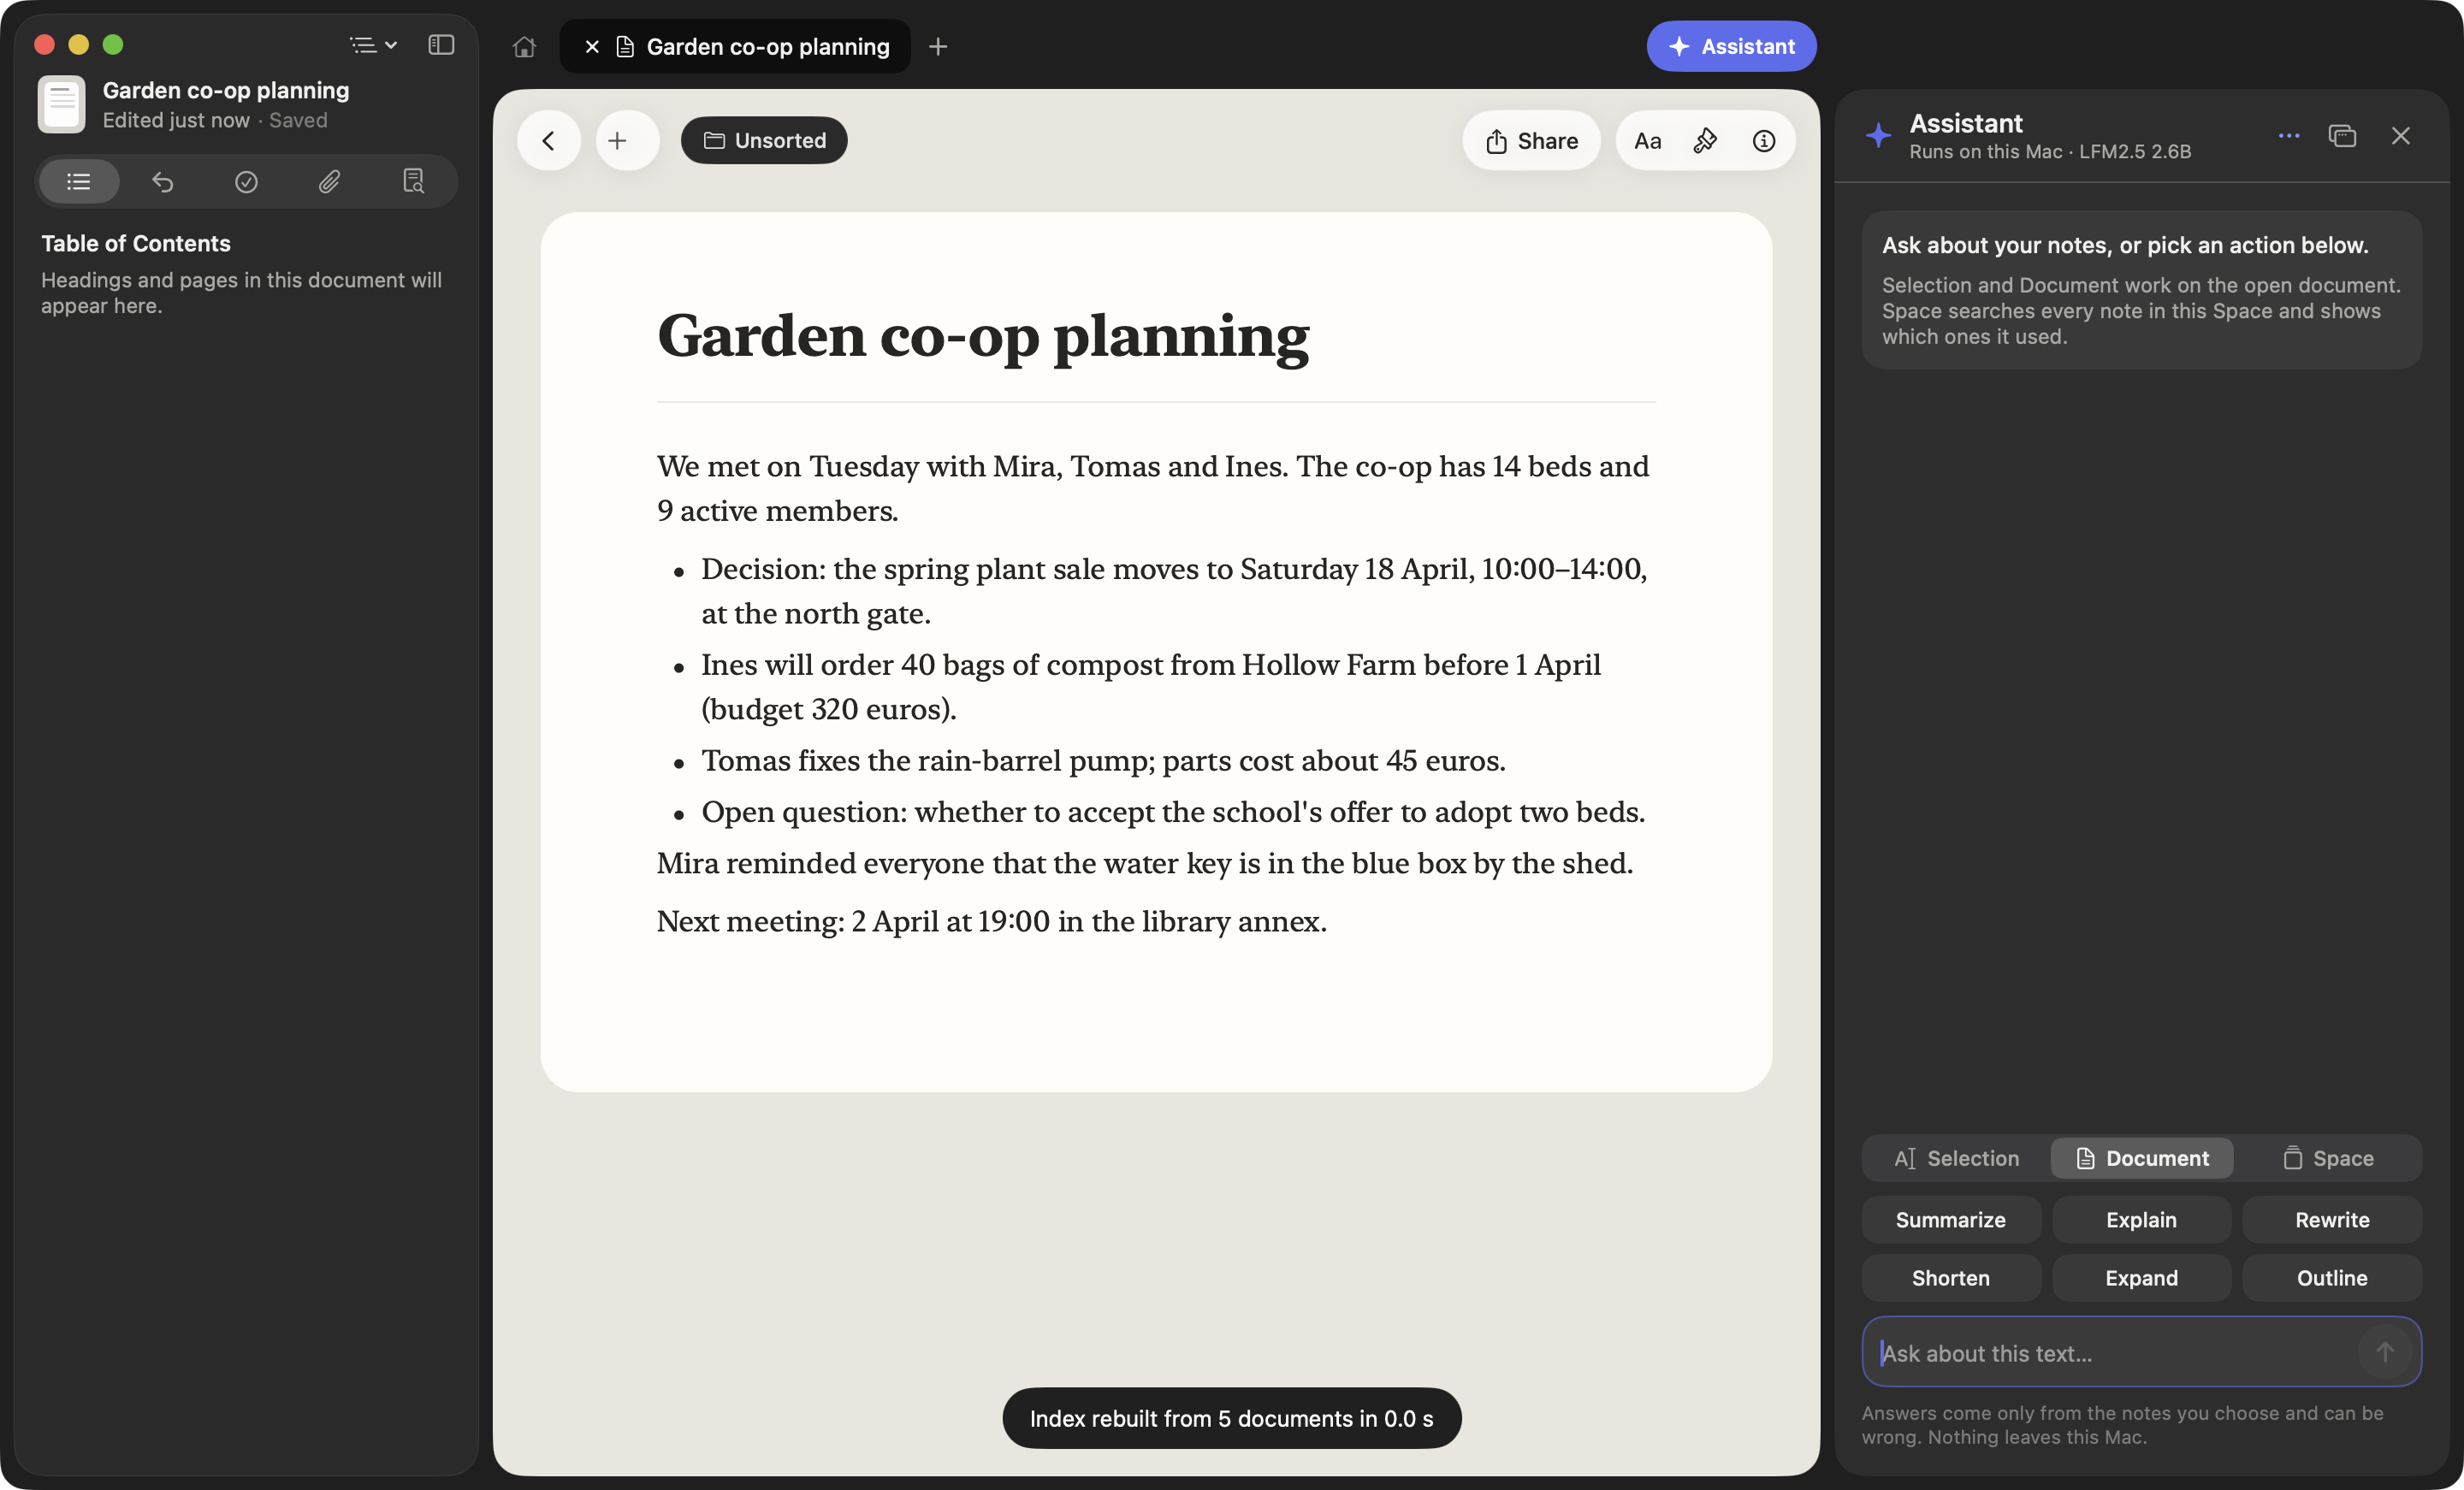 Garden co-op planning
Edited just now · Saved
Table of Contents
Headings and pages in this document will
appear here.
Garden co-op planning
Assistant
Unsorted
Share
Aa
Garden co-op planning
We met on Tuesday with Mira, Tomas and Ines. The co-op has 14 beds and
9 active members.
• Decision: the spring plant sale moves to Saturday 18 April, 10:00–14:00,
at the north gate.
• Ines will order 40 bags of compost from Hollow Farm before 1 April
(budget 320 euros).
• Tomas fixes the rain-barrel pump; parts cost about 45 euros.
• Open question: whether to accept the school's offer to adopt two beds.
Mira reminded everyone that the water key is in the blue box by the shed.
Next meeting: 2 April at 19:00 in the library annex.
Index rebuilt from 5 documents in 0.0 s
Assistant
Runs on this Mac · LFM2.5 2.6B
Ask about your notes, or pick an action below.
Selection and Document work on the open document.
Space searches every note in this Space and shows
which ones it used.
Selection Document Space
Summarize Explain Rewrite
Shorten Expand Outline
Ask about this text...
Answers come only from the notes you choose and can be
wrong. Nothing leaves this Mac.